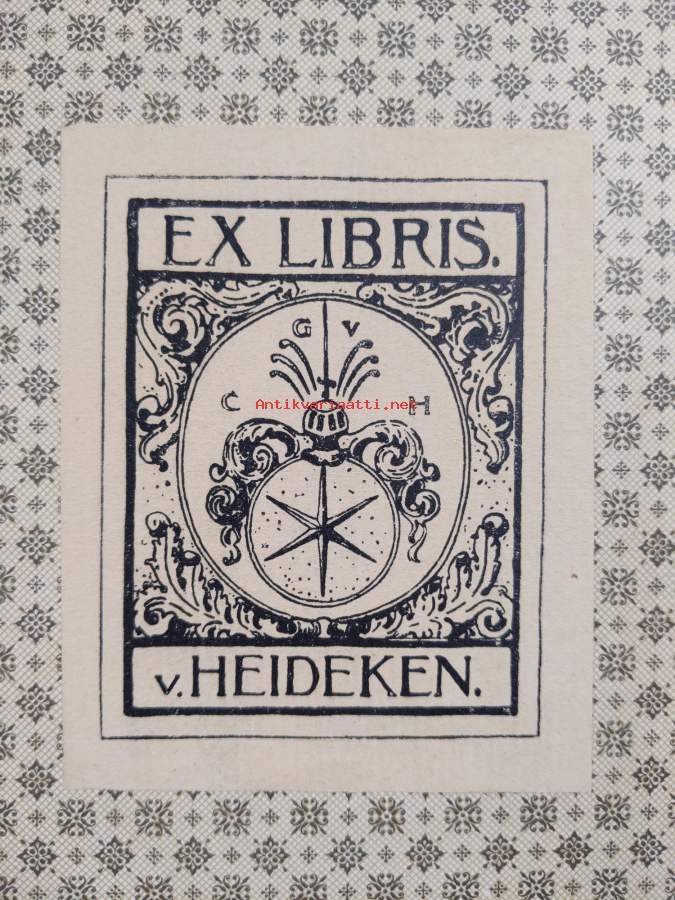 EX LIBRIS.
G V
C H
Antikvariaatti.net
v. HEIDEKEN.